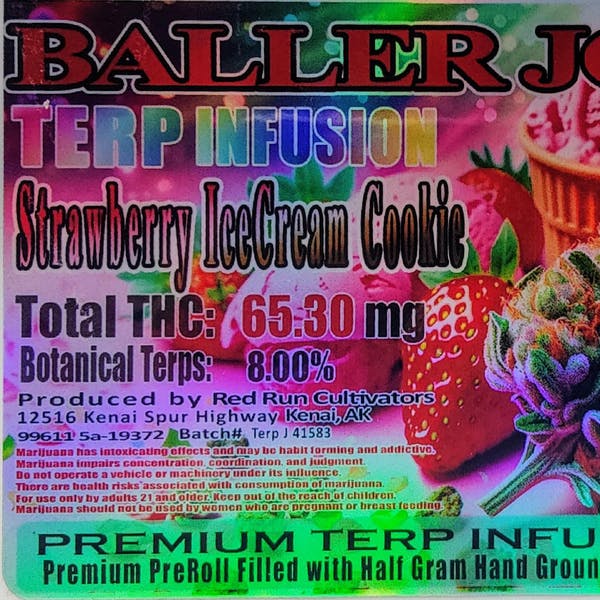 BALLER JO
TERP INFUSION
Strawberry IceCream Cookie
Total THC: 65.30 mg
Botanical Terps: 8.00%
Produced by Red Run Cultivators
12516 Kenai Spur Highway Kenai, AK
99611 5a-19372 Batch# Terp J 41583
Marijuana has intoxicating effects and may be habit forming and addictive.
Marijuana impairs concentration, coordination, and judgment.
Do not operate a vehicle or machinery under its influence.
There are health risks associated with consumption of marijuana.
For use only by adults 21 and older. Keep out of the reach of children.
Marijuana should not be used by women who are pregnant or breast feeding.
PREMIUM TERP INFU
Premium PreRoll Filled with Half Gram Hand Groun